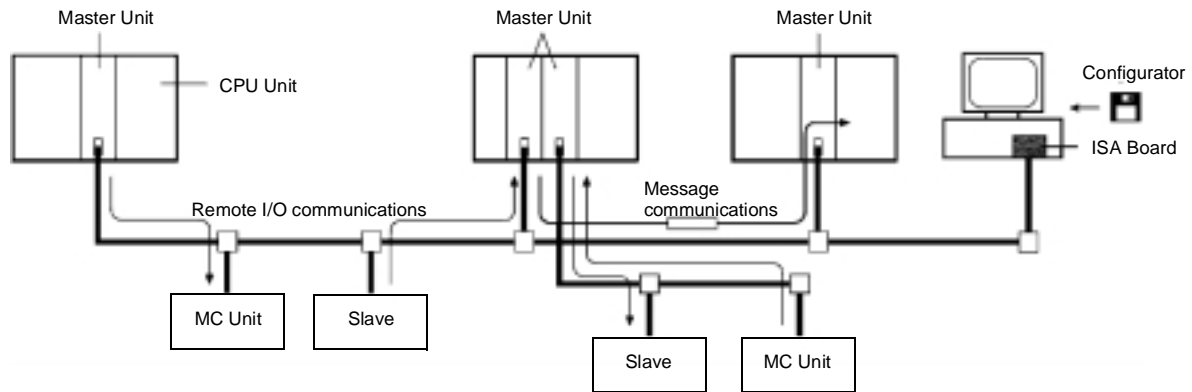 Master Unit
Master Unit
Master Unit
CPU Unit
Configurator
ISA Board
Remote I/O communications
Message
communications
MC Unit
Slave
Slave
MC Unit